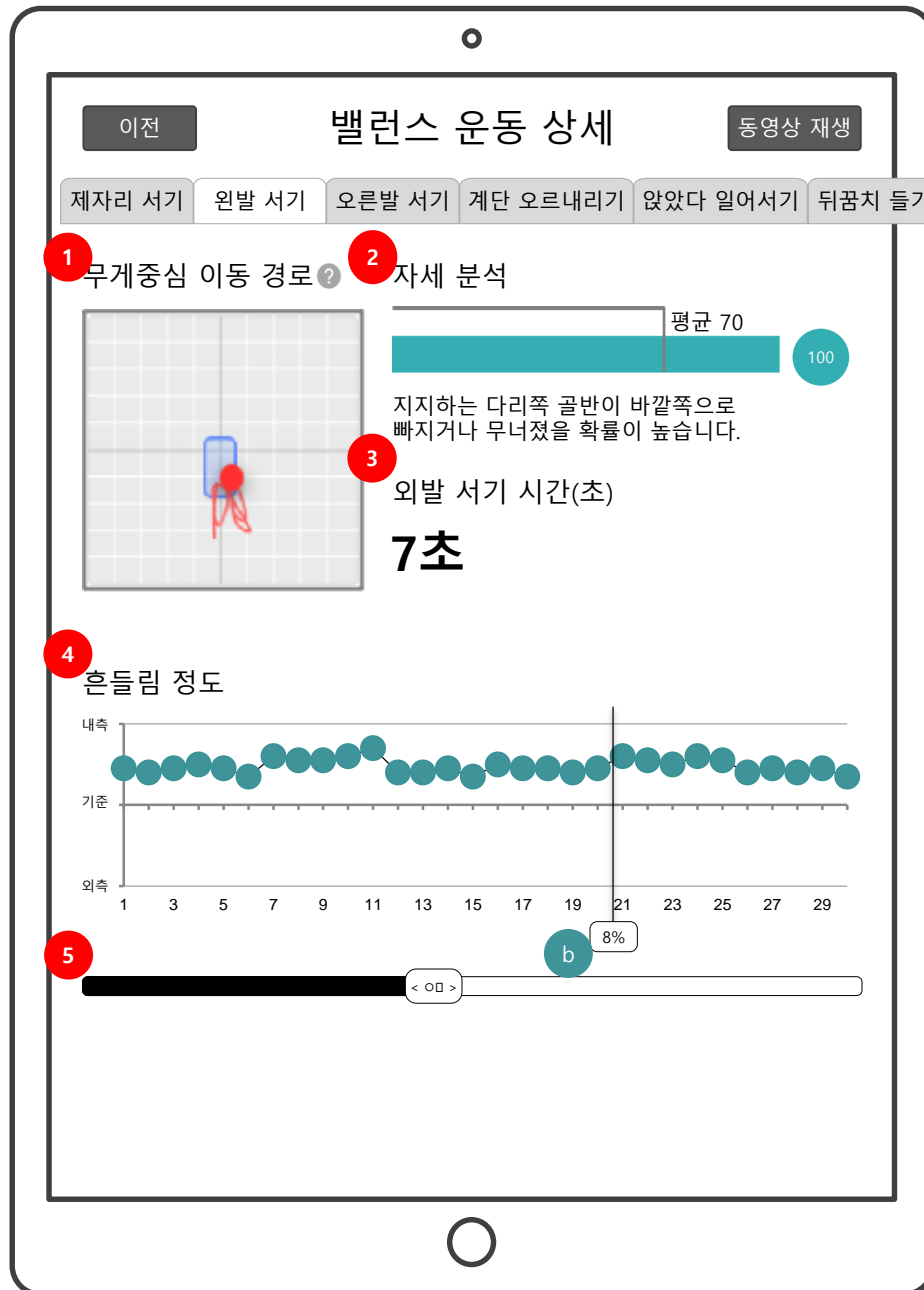 이전
밸런스 운동 상세
동영상 재생
제자리 서기
왼발 서기
오른발 서기
계단 오르내리기
앉았다 일어서기
뒤꿈치 들기
1
무게중심 이동 경로 ?
2
자세 분석
평균 70
100
지지하는 다리쪽 골반이 바깥쪽으로
빠지거나 무너졌을 확률이 높습니다.
3
외발 서기 시간(초)
7초
4
흔들림 정도
내측
기준
외측
1 3 5 7 9 11 13 15 17 19 21 23 25 27 29
8%
b
5
< >